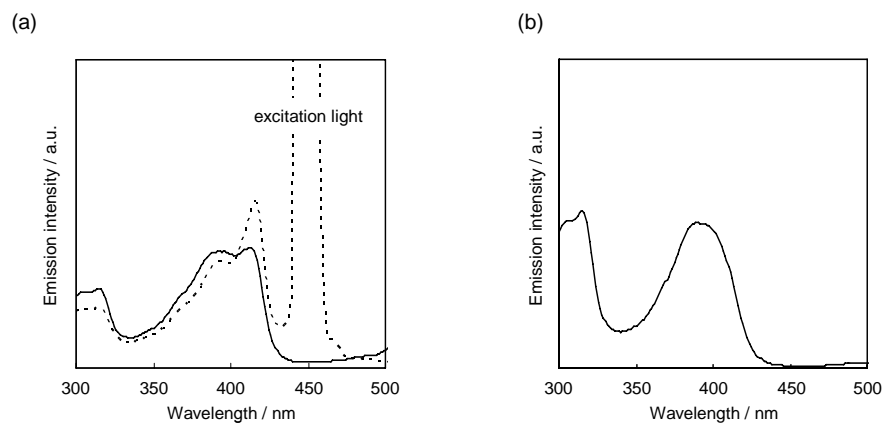 (a)
Emission intensity / a.u.
excitation light
300
350
400
450
500
Wavelength / nm
(b)
Emission intensity / a.u.
300
350
400
450
500
Wavelength / nm